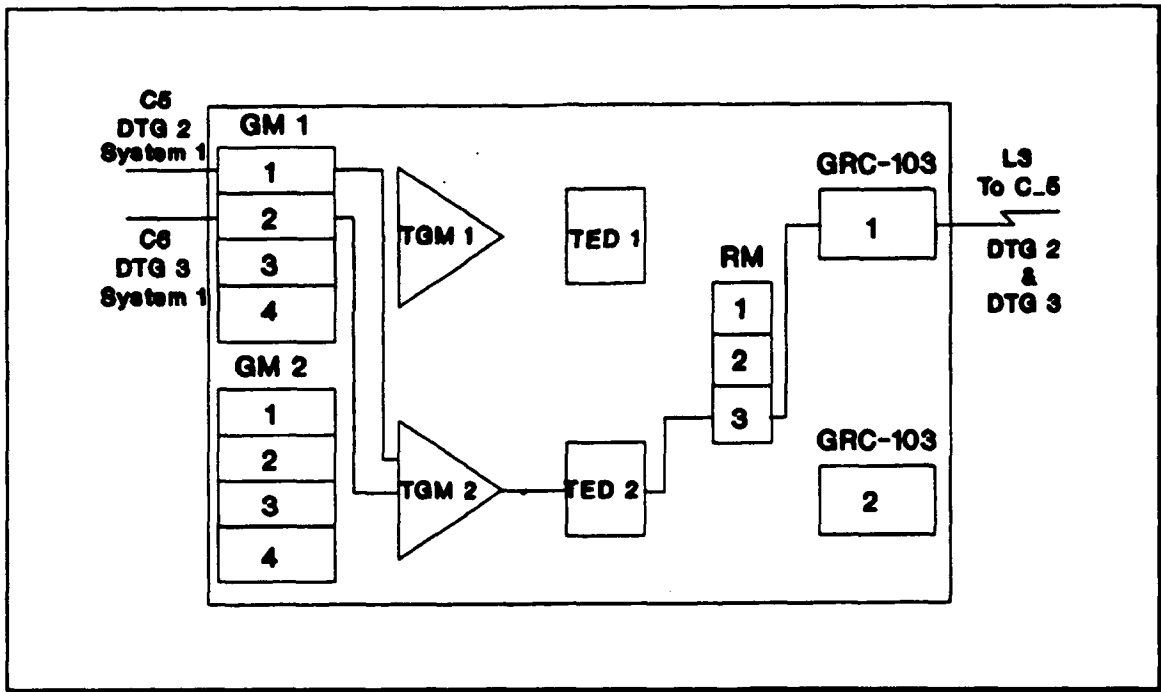 C5
DTG 2
System 1
GM 1
1
2
3
4
C6
DTG 3
System 1
GM 2
1
2
3
4
TGM 1
TED 1
TGM 2
TED 2
RM
1
2
3
GRC-103
1
GRC-103
2
L3
To C_5
DTG 2
&
DTG 3